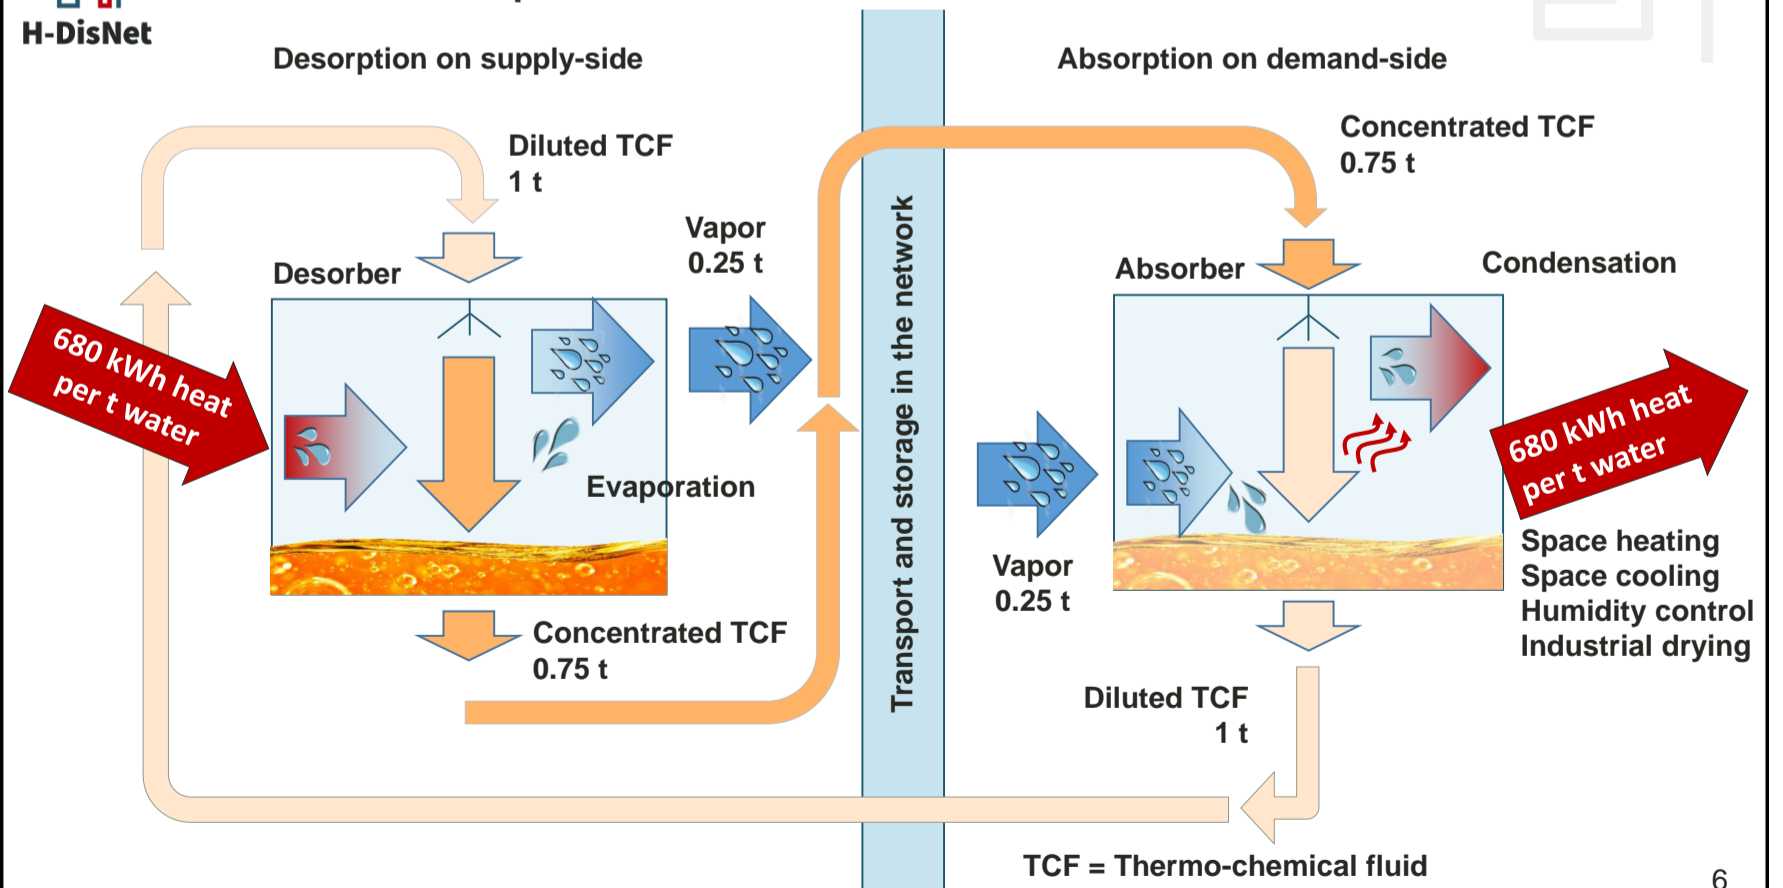 H-DisNet
Desorption on supply-side
Absorption on demand-side
Diluted TCF
1 t
Concentrated TCF
0.75 t
Vapor
0.25 t
Desorber
Absorber
Condensation
680 kWh heat
per t water
Evaporation
Transport and storage in the network
680 kWh heat
per t water
Vapor
0.25 t
Space heating
Space cooling
Humidity control
Industrial drying
Concentrated TCF
0.75 t
Diluted TCF
1 t
TCF = Thermo-chemical fluid
6